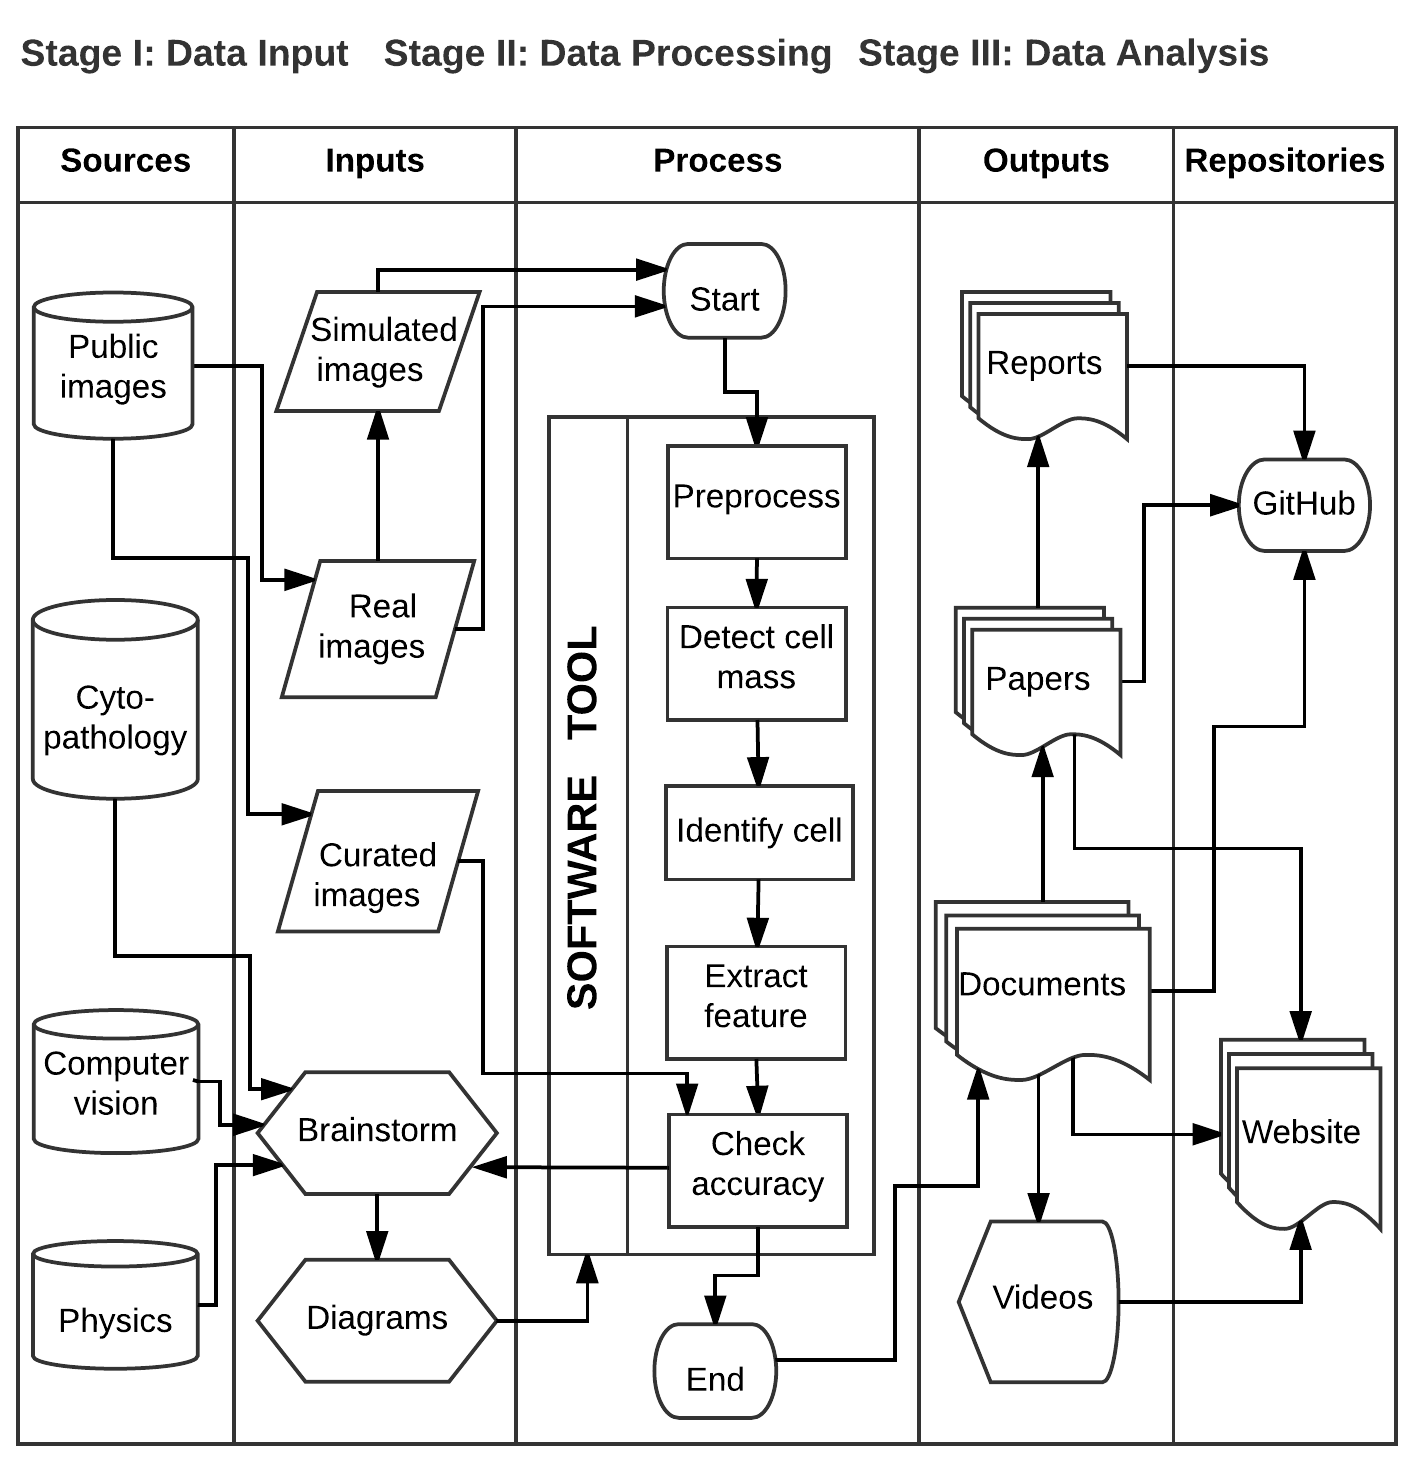 Stage I: Data Input Stage II: Data Processing Stage III: Data Analysis
Sources
Inputs
Process
Outputs
Repositories
Public
images
Cyto-
pathology
Computer
vision
Physics
Simulated
images
Real
images
Curated
images
Brainstorm
Diagrams
Start
SOFTWARE TOOL
Preprocess
Detect cell
mass
Identify cell
Extract
feature
Check
accuracy
End
Reports
Papers
Documents
Videos
GitHub
Website